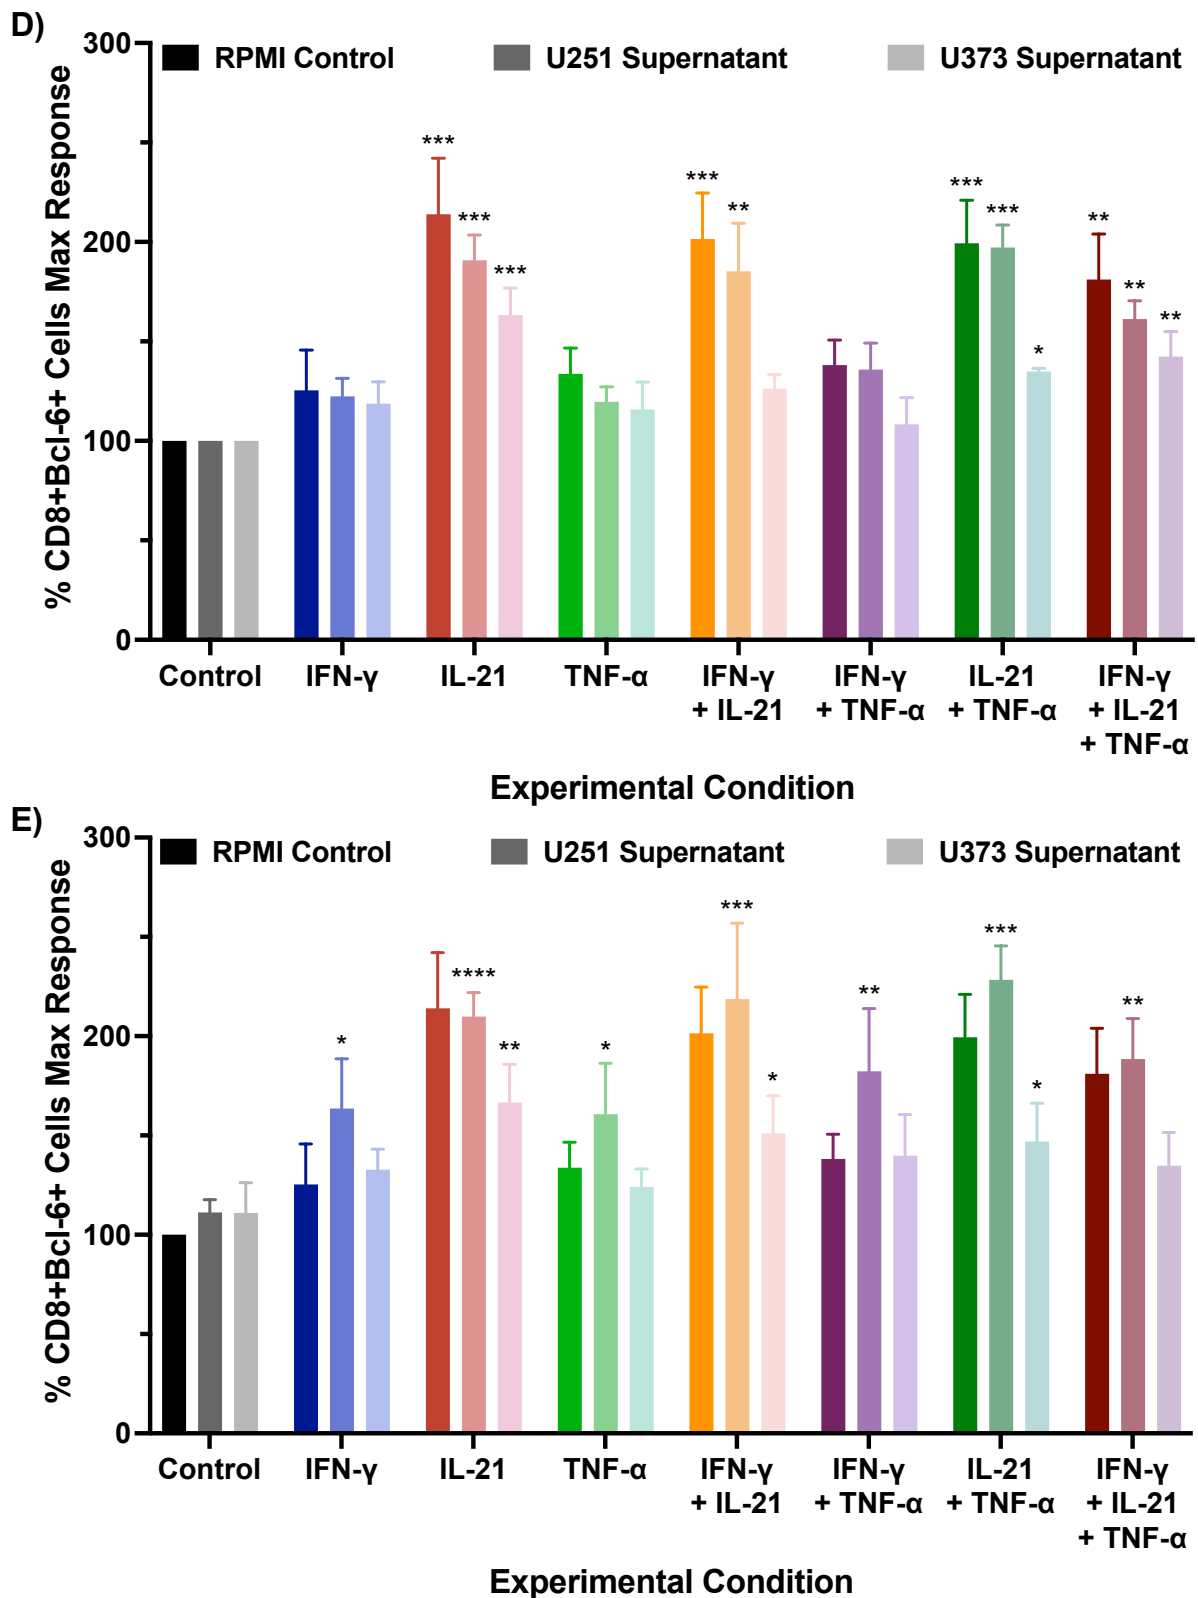 D)
% CD8+Bcl-6+ Cells Max Response
300
200
100
0
RPMI Control
U251 Supernatant
U373 Supernatant
***
***
***
***
**
***
***
*
**
**
**
Control
IFN-γ
IL-21
TNF-α
IFN-γ
+ IL-21
IFN-γ
+ TNF-α
IL-21
+ TNF-α
IFN-γ
+ IL-21
+ TNF-α
Experimental Condition
E)
% CD8+Bcl-6+ Cells Max Response
300
200
100
0
RPMI Control
U251 Supernatant
U373 Supernatant
*
****
**
*
***
*
**
***
*
**
Control
IFN-γ
IL-21
TNF-α
IFN-γ
+ IL-21
IFN-γ
+ TNF-α
IL-21
+ TNF-α
IFN-γ
+ IL-21
+ TNF-α
Experimental Condition